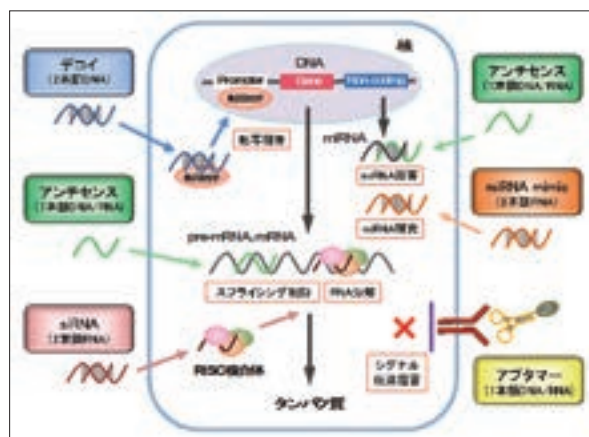 核
DNA
Promoter
Gene
Non-coding
デコイ
(2本鎖DNA)
アンチセンス
(1本鎖DNA/RNA)
転写阻害
miRNA
miRNA阻害
アンチセンス
(1本鎖DNA/RNA)
miRNA mimic
(2本鎖RNA)
miRNA補充
pre-mRNA,mRNA
スプライシング制御
RNA分解
siRNA
(2本鎖RNA)
RISC複合体
シグナル
伝達阻害
アプタマー
(1本鎖DNA/RNA)
タンパク質